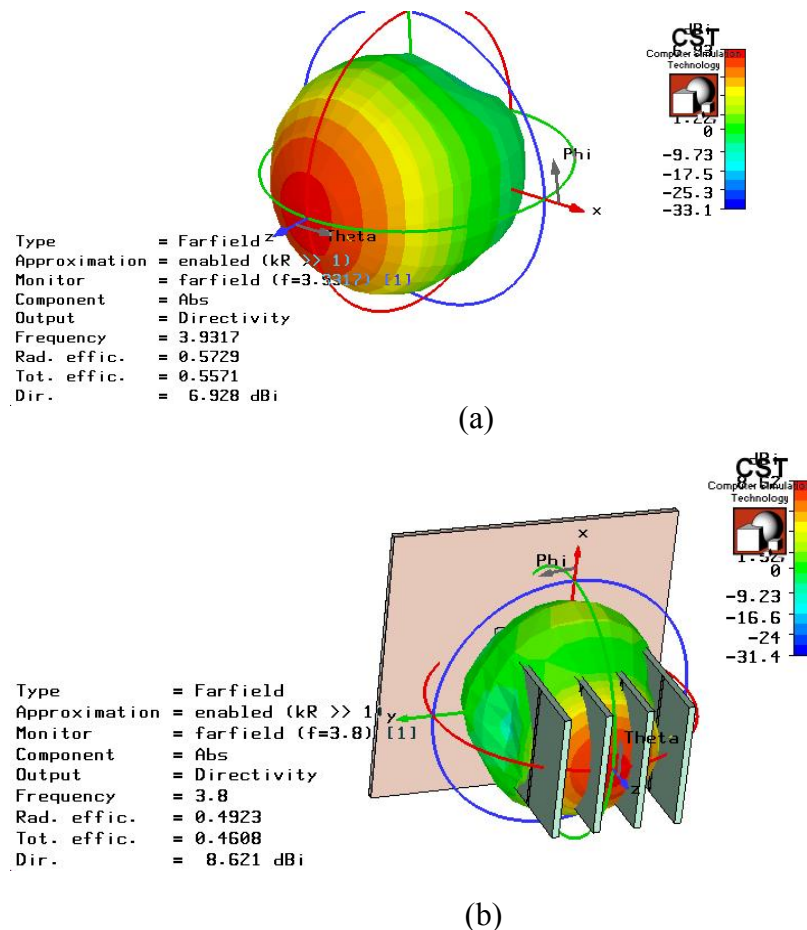 dBi
CST
Computer Simulation
Technology
0
-9.73
-17.5
-25.3
-33.1
Phi
x
z
Theta
Type = Farfield
Approximation = enabled (kR >> 1)
Monitor = farfield (f=3.9317) [1]
Component = Abs
Output = Directivity
Frequency = 3.9317
Rad. effic. = 0.5729
Tot. effic. = 0.5571
Dir. = 6.928 dBi
(a)
dBi
CST
Computer Simulation
Technology
0
-9.23
-16.6
-24
-31.4
x
Phi
y
Theta
z
Type = Farfield
Approximation = enabled (kR >> 1)
Monitor = farfield (f=3.8) [1]
Component = Abs
Output = Directivity
Frequency = 3.8
Rad. effic. = 0.4923
Tot. effic. = 0.4608
Dir. = 8.621 dBi
(b)